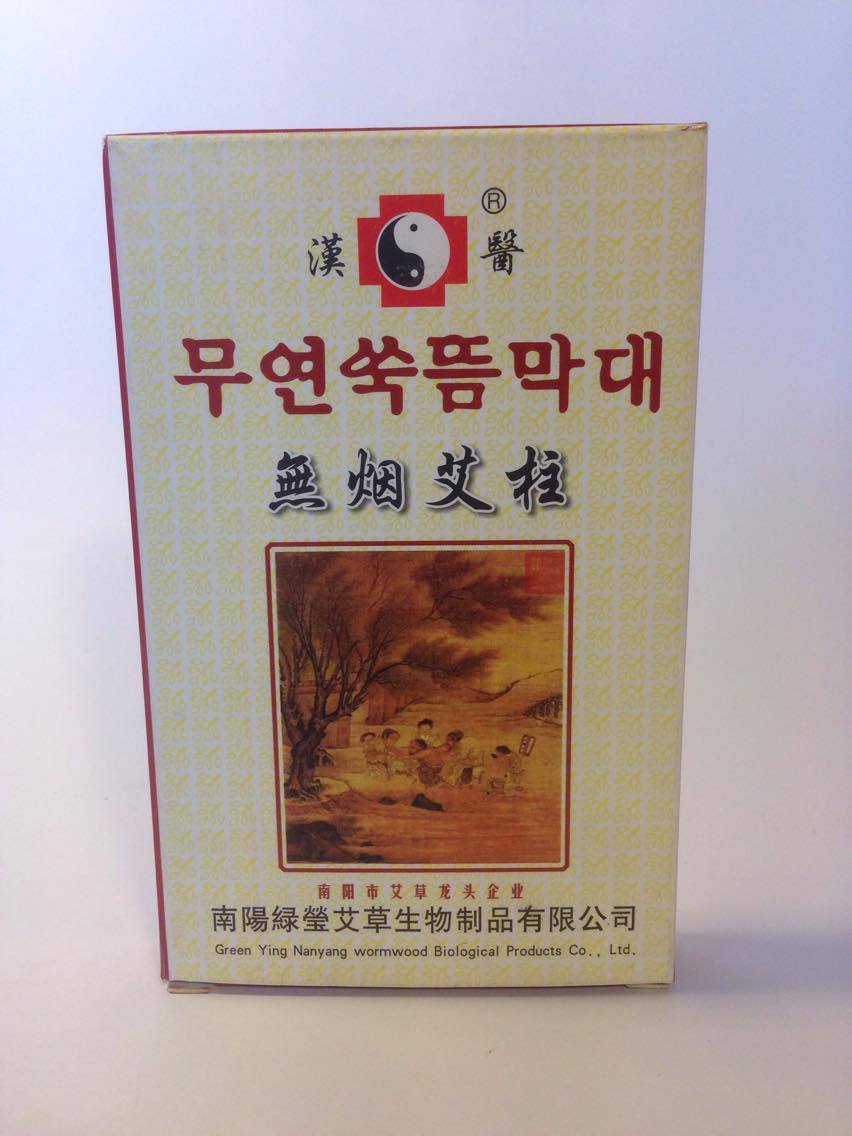 漢 醫 ®
무연쑥뜸막대
無烟艾柱
南阳市艾草龙头企业
南陽緑瑩艾草生物制品有限公司
Green Ying Nanyang wormwood Biological Products Co., Ltd.